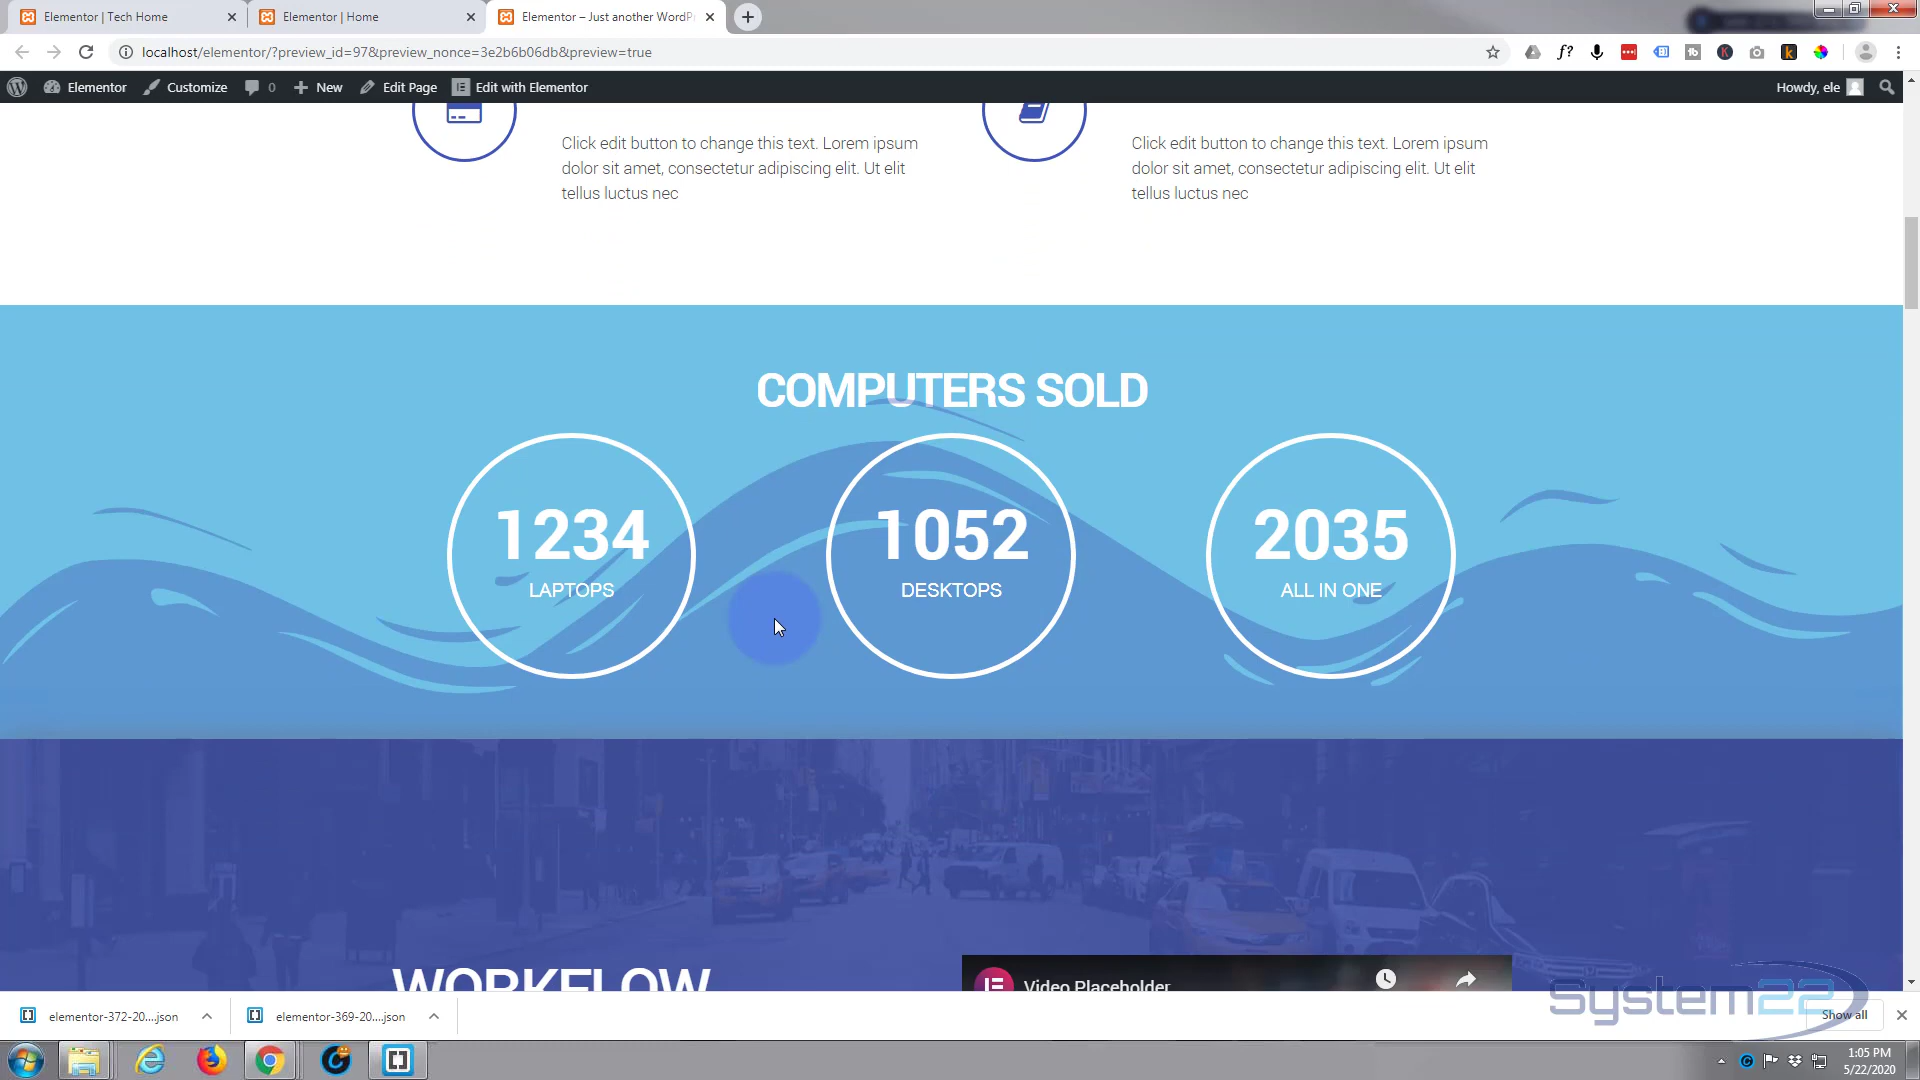 Elementor | Tech Home
Elementor | Home
Elementor – Just another WordPr
localhost/elementor/?preview_id=97&preview_nonce=3e2b6b06db&preview=true
f?
Elementor
Customize
0
New
Edit Page
Edit with Elementor
Howdy, ele
Click edit button to change this text. Lorem ipsum
dolor sit amet, consectetur adipiscing elit. Ut elit
tellus luctus nec
Click edit button to change this text. Lorem ipsum
dolor sit amet, consectetur adipiscing elit. Ut elit
tellus luctus nec
COMPUTERS SOLD
1234
LAPTOPS
1052
DESKTOPS
2035
ALL IN ONE
WORKFLOW
Video Placeholder
System22
elementor-372-20....json
elementor-369-20....json
Show all
1:05 PM
5/22/2020